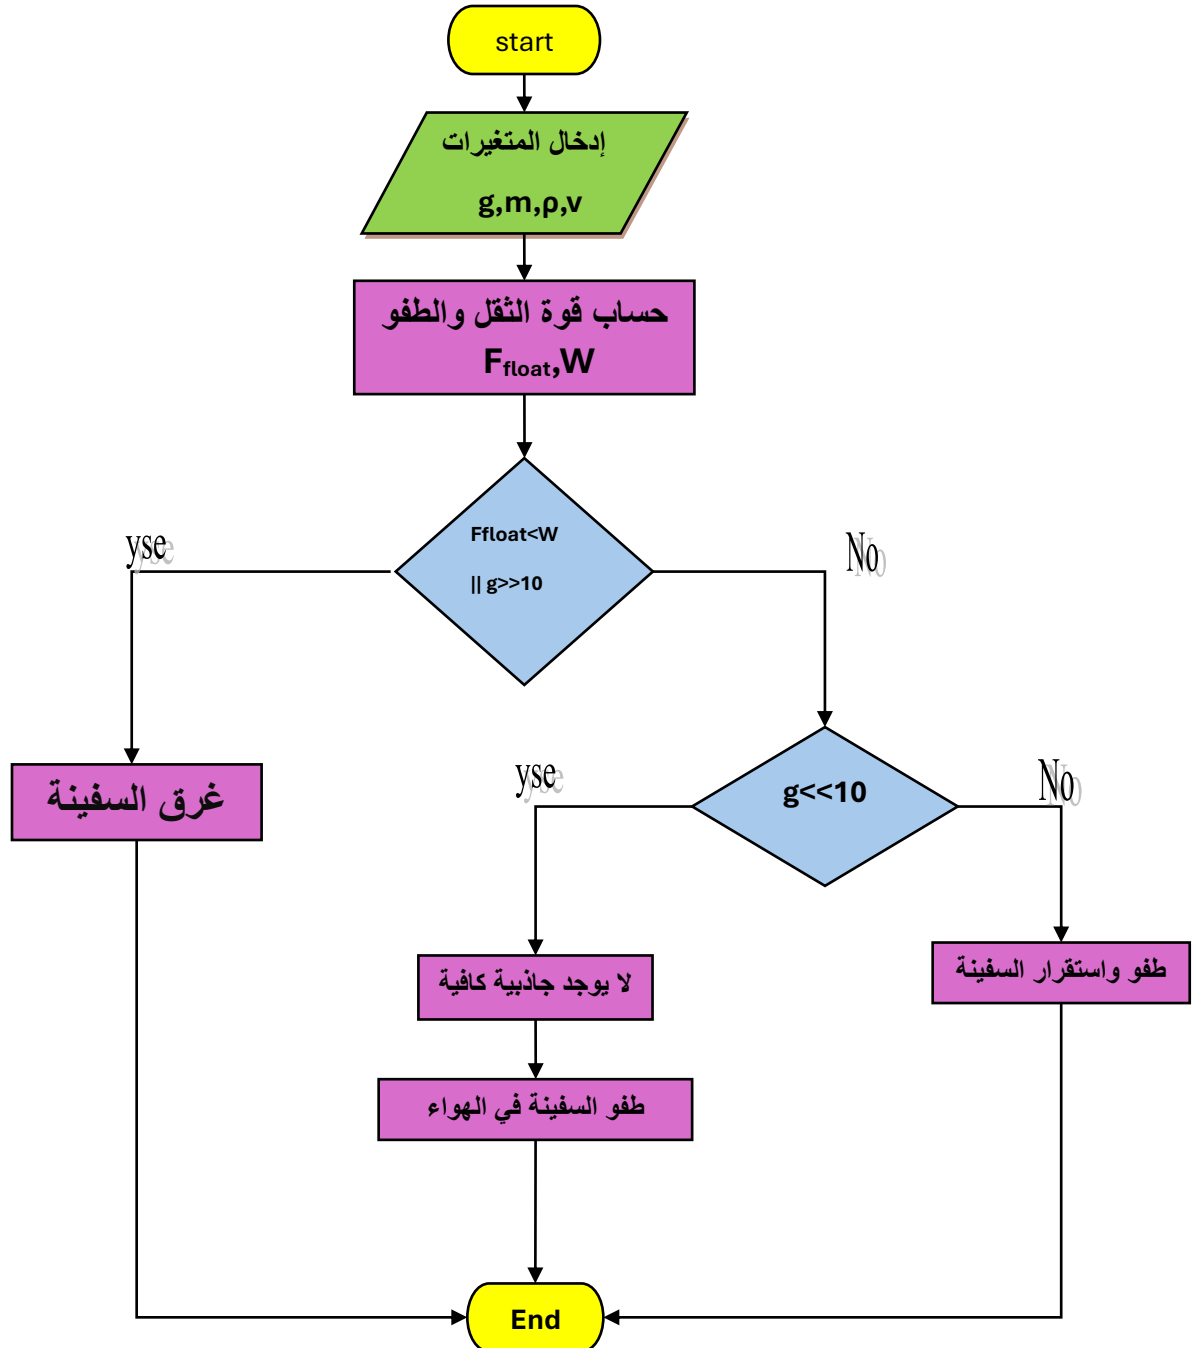 start
إدخال المتغيرات
g,m,ρ,v
حساب قوة الثقل والطفو
Ffloat,W
Ffloat<W
|| g>>10
yse
No
غرق السفينة
g<<10
yse
No
لا يوجد جاذبية كافية
طفو واستقرار السفينة
طفو السفينة في الهواء
End